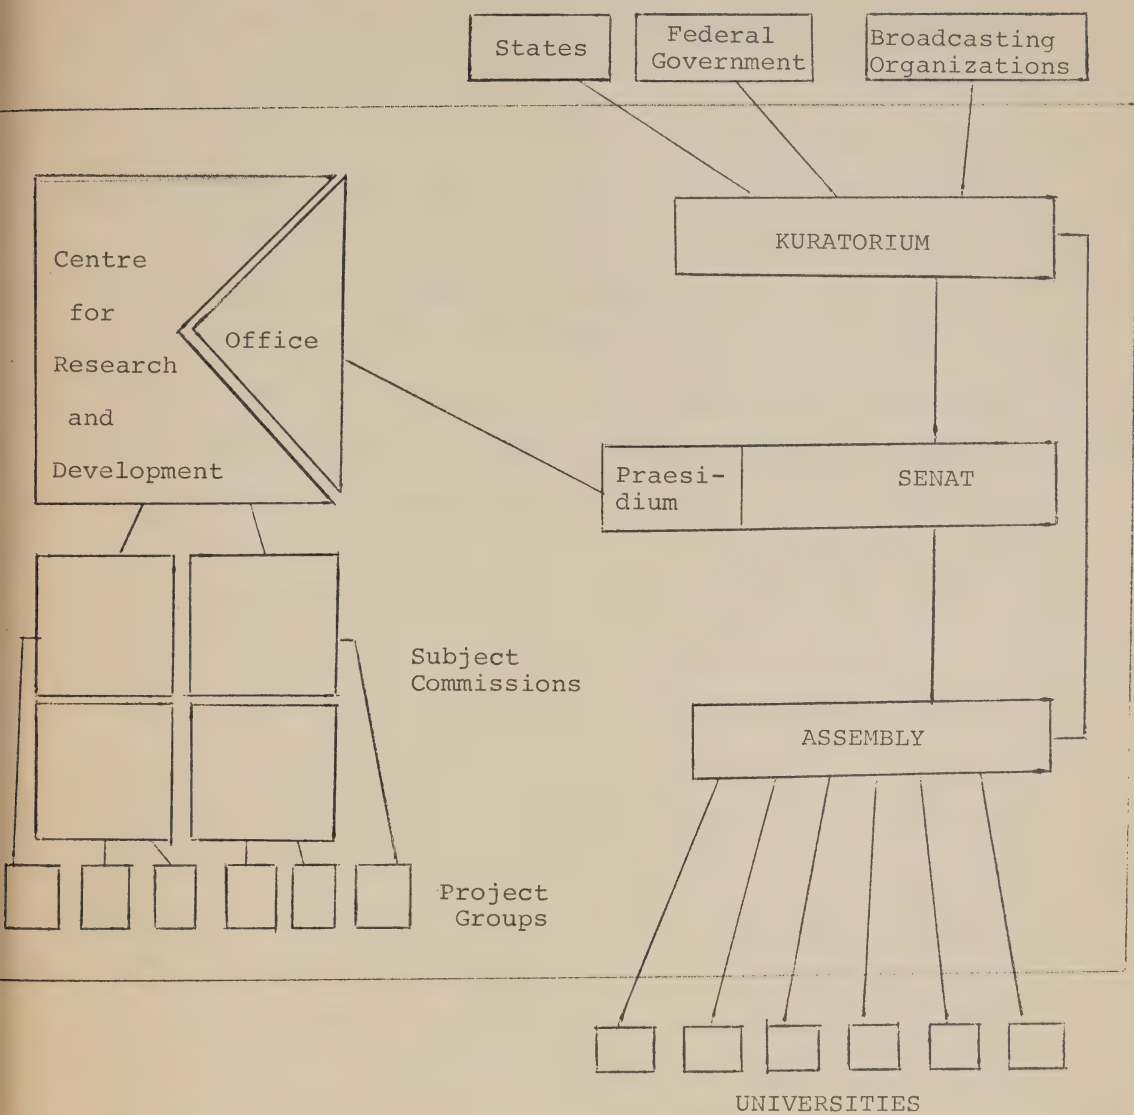 States
Federal
Government
Broadcasting
Organizations
KURATORIUM
Centre
for
Research
and
Development
Office
Praesi-
dium
SENAT
Subject
Commissions
ASSEMBLY
Project
Groups
UNIVERSITIES